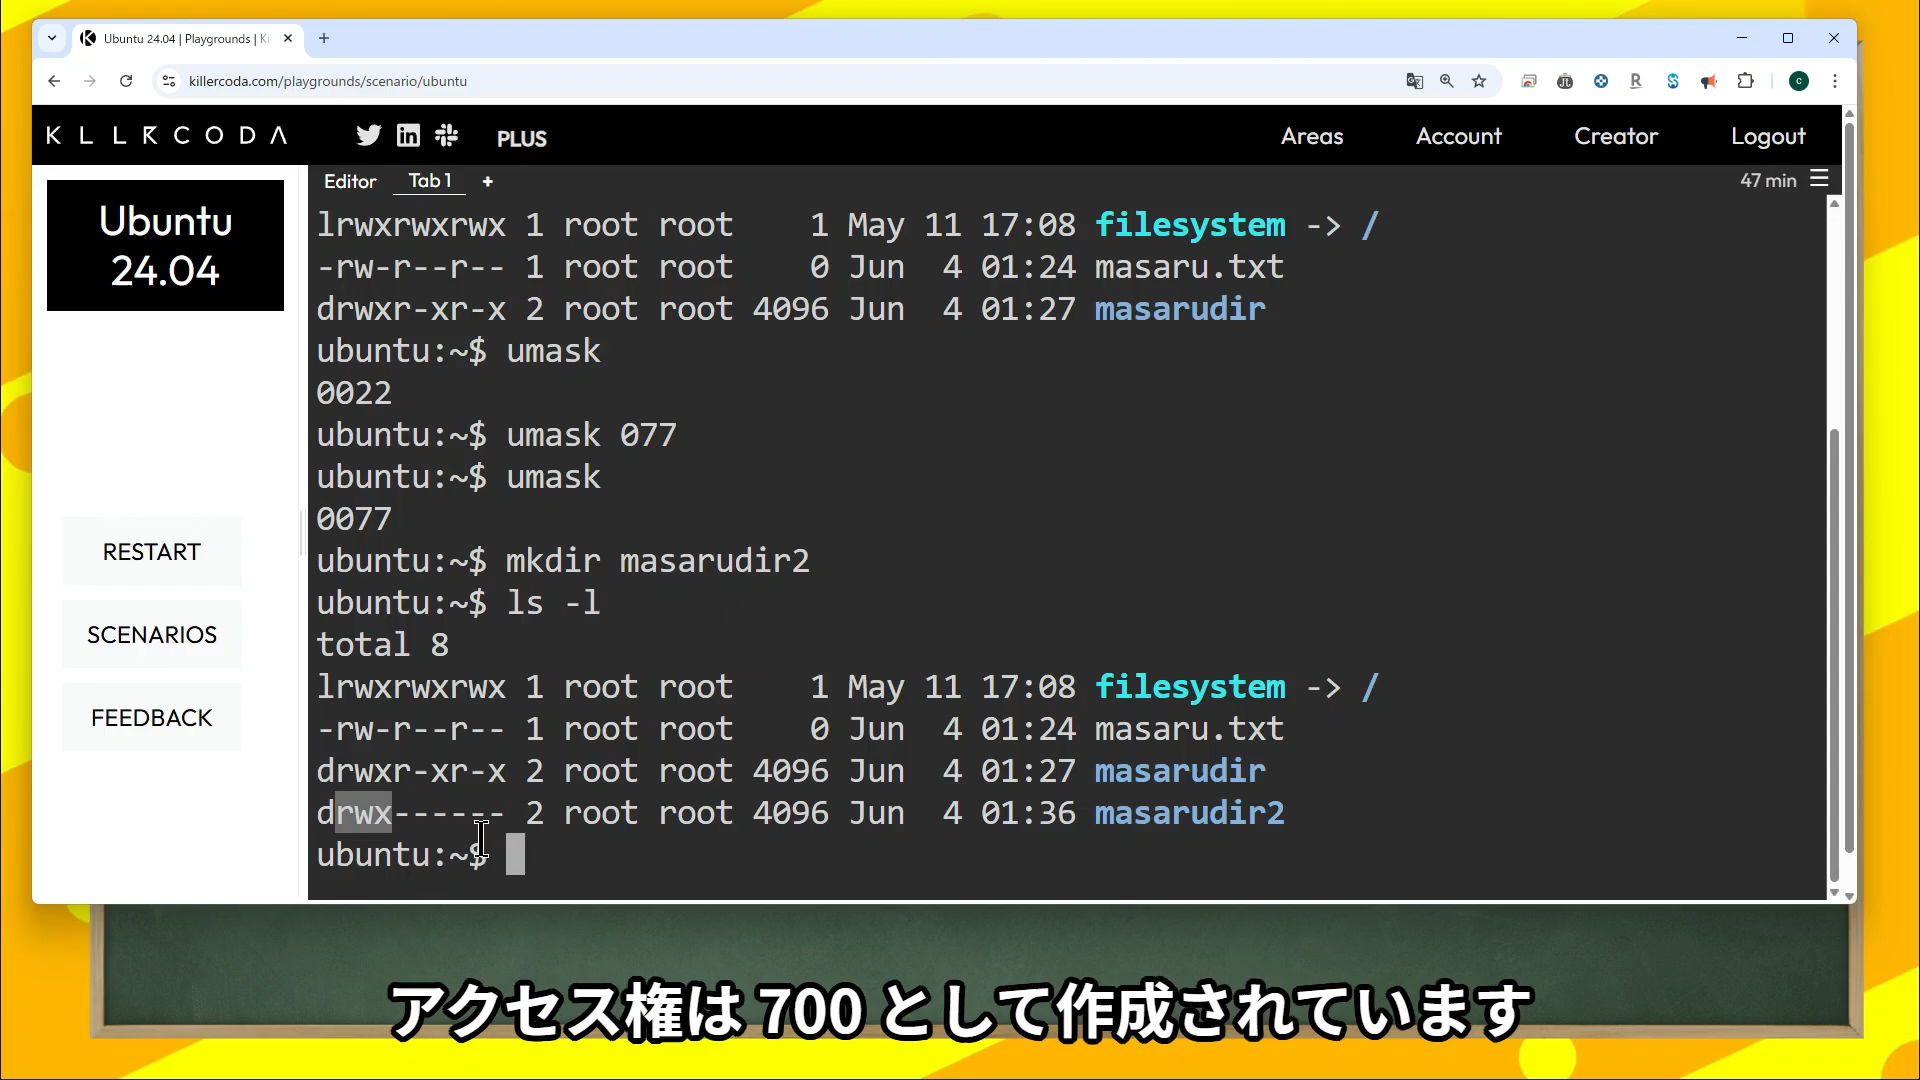 Ubuntu 24.04 | Playgrounds | Ki
killercoda.com/playgrounds/scenario/ubuntu
KLLRCODA
PLUS
Areas
Account
Creator
Logout
Ubuntu
24.04
RESTART
SCENARIOS
FEEDBACK
Editor
Tab 1
+
47 min
lrwxrwxrwx 1 root root    1 May 11 17:08 filesystem -> /
-rw-r--r-- 1 root root    0 Jun  4 01:24 masaru.txt
drwxr-xr-x 2 root root 4096 Jun  4 01:27 masarudir
ubuntu:~$ umask
0022
ubuntu:~$ umask 077
ubuntu:~$ umask
0077
ubuntu:~$ mkdir masarudir2
ubuntu:~$ ls -l
total 8
lrwxrwxrwx 1 root root    1 May 11 17:08 filesystem -> /
-rw-r--r-- 1 root root    0 Jun  4 01:24 masaru.txt
drwxr-xr-x 2 root root 4096 Jun  4 01:27 masarudir
drwx------ 2 root root 4096 Jun  4 01:36 masarudir2
ubuntu:~$
アクセス権は 700 として作成されています